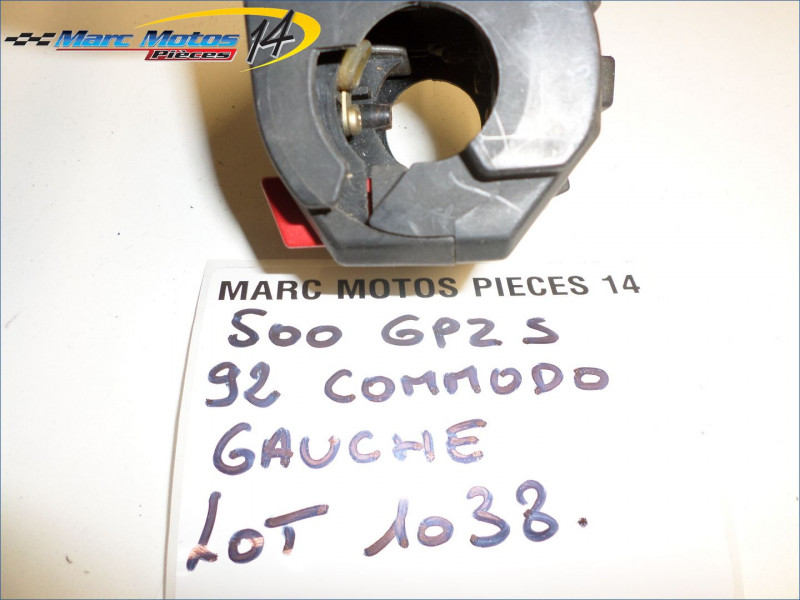 Marc Motos 14
Pièces
MARC MOTOS PIECES 14
500 GPZ S
92 COMMODO
GAUCHE
LOT 1038.